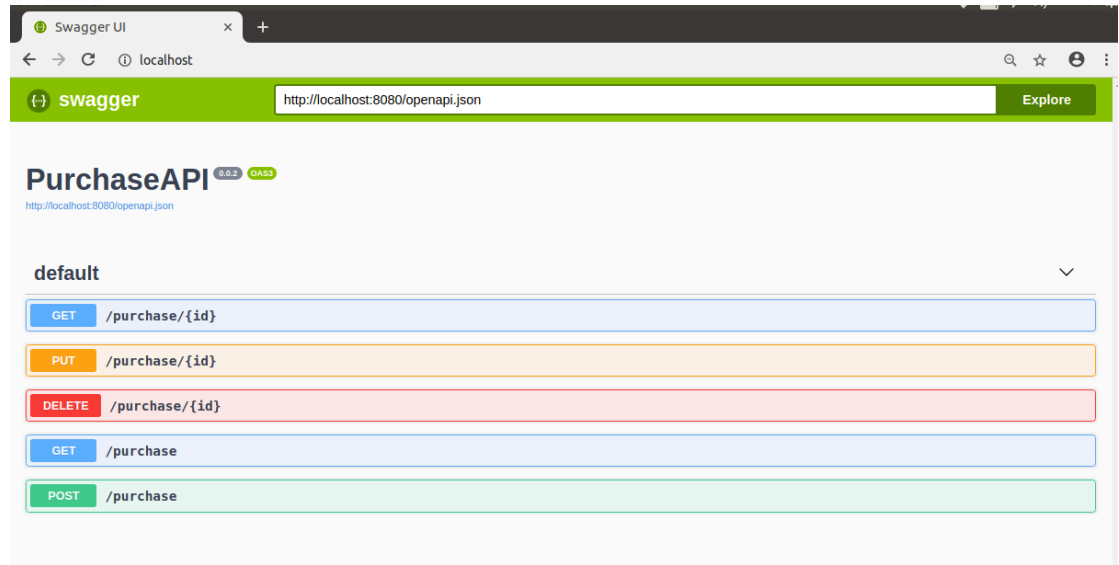 Swagger UI
localhost
swagger
http://localhost:8080/openapi.json
Explore
PurchaseAPI 0.0.2 OAS3
http://localhost:8080/openapi.json
default
GET /purchase/{id}
PUT /purchase/{id}
DELETE /purchase/{id}
GET /purchase
POST /purchase